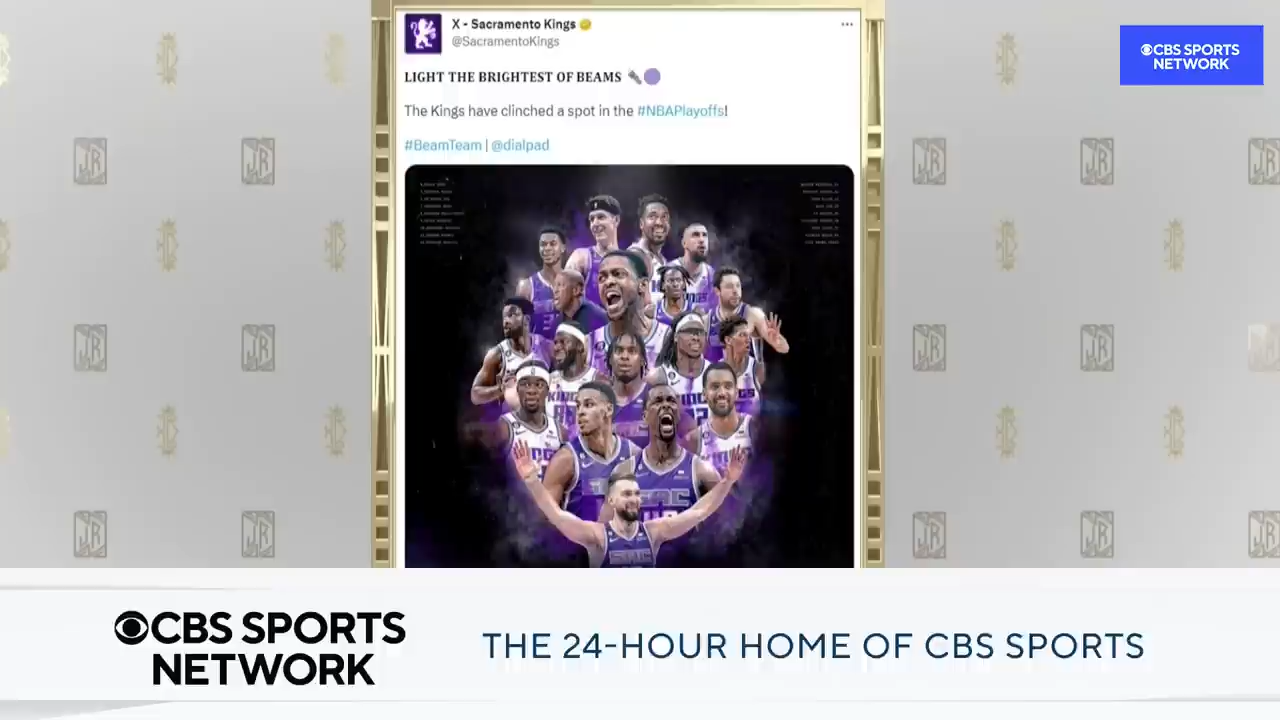 X - Sacramento Kings
@SacramentoKings
CBS SPORTS
NETWORK
LIGHT THE BRIGHTEST OF BEAMS
The Kings have clinched a spot in the #NBAPlayoffs!
#BeamTeam | @dialpad
CBS SPORTS
NETWORK
THE 24-HOUR HOME OF CBS SPORTS